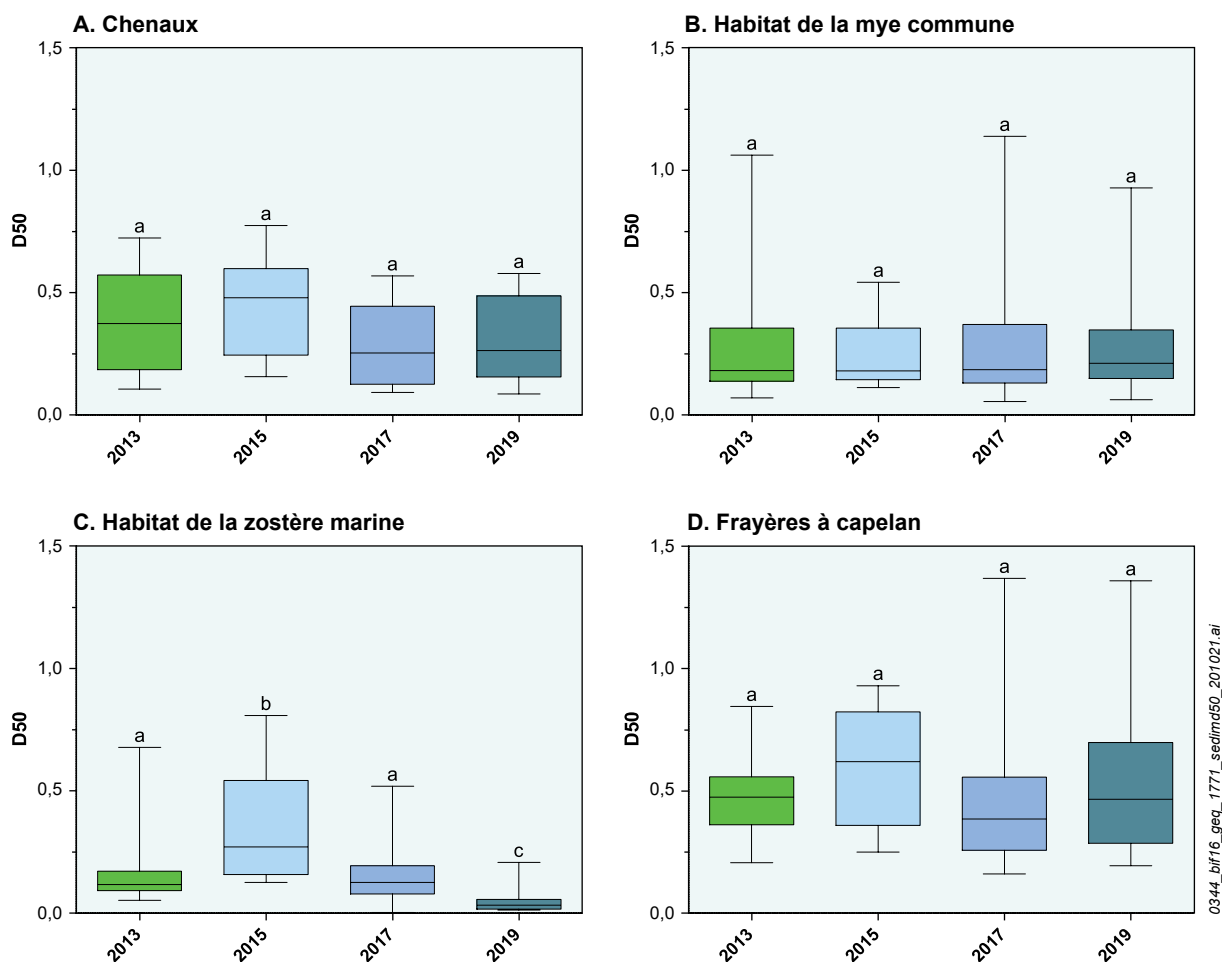 A. Chenaux
1,5
1,0
0,5
0,0
D50
a
a
a
a
2013
2015
2017
2019
B. Habitat de la mye commune
1,5
1,0
0,5
0,0
D50
a
a
a
a
2013
2015
2017
2019
C. Habitat de la zostère marine
1,5
1,0
0,5
0,0
D50
a
b
a
c
2013
2015
2017
2019
D. Frayères à capelan
1,5
1,0
0,5
0,0
D50
a
a
a
a
2013
2015
2017
2019
0344_bif16_geq_1771_sedimd50_201021.ai